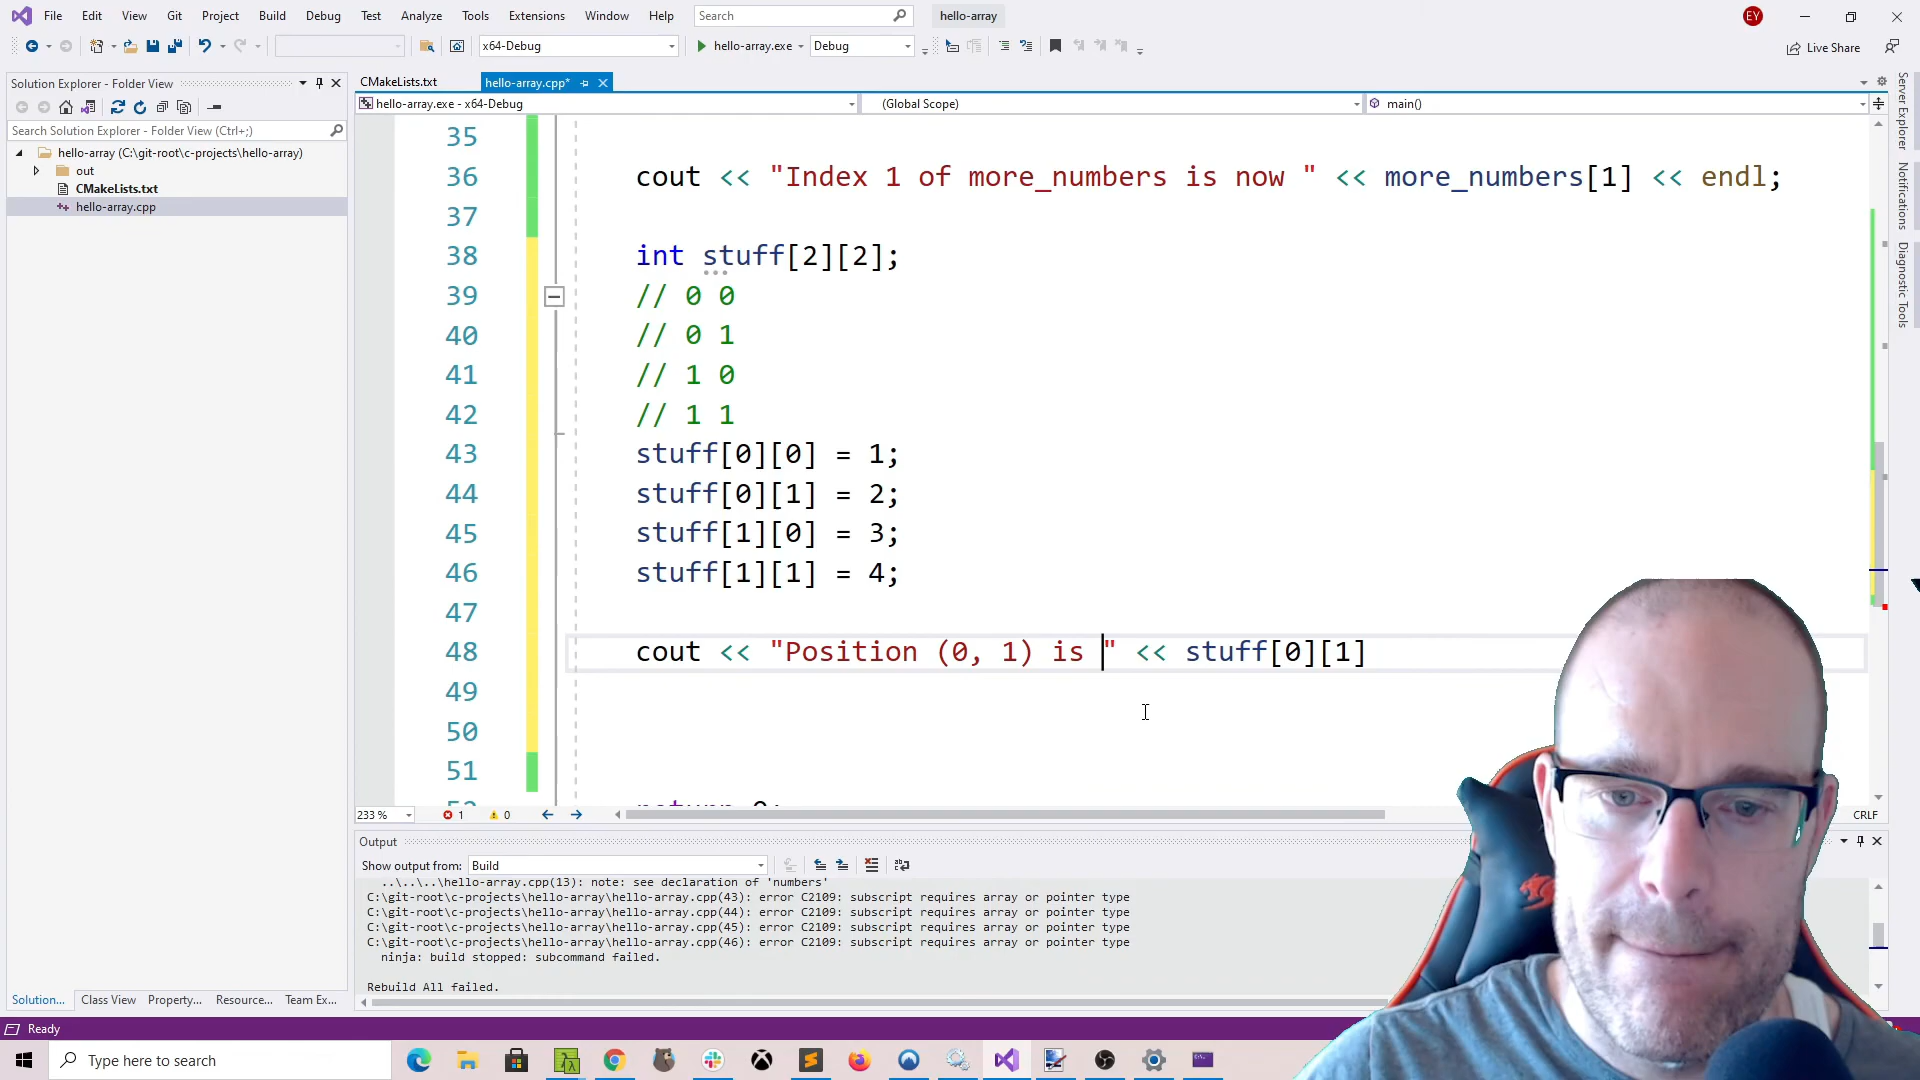 File Edit View Git Project Build Debug Test Analyze Tools Extensions Window Help Search hello-array EY
x64-Debug hello-array.exe Debug Live Share
Solution Explorer - Folder View
Search Solution Explorer - Folder View (Ctrl+;)
hello-array (C:\git-root\c-projects\hello-array)
out
CMakeLists.txt
hello-array.cpp
Solution... Class View Property... Resource... Team Ex...
CMakeLists.txt hello-array.cpp*
hello-array.exe - x64-Debug (Global Scope) main()
35
36 cout << "Index 1 of more_numbers is now " << more_numbers[1] << endl;
37
38 int stuff[2][2];
39 // 0 0
40 // 0 1
41 // 1 0
42 // 1 1
43 stuff[0][0] = 1;
44 stuff[0][1] = 2;
45 stuff[1][0] = 3;
46 stuff[1][1] = 4;
47
48 cout << "Position (0, 1) is " << stuff[0][1]
49
50
51
233 % 1 0 CRLF
Output
Show output from: Build
..\..\..\hello-array.cpp(13): note: see declaration of 'numbers'
C:\git-root\c-projects\hello-array\hello-array.cpp(43): error C2109: subscript requires array or pointer type
C:\git-root\c-projects\hello-array\hello-array.cpp(44): error C2109: subscript requires array or pointer type
C:\git-root\c-projects\hello-array\hello-array.cpp(45): error C2109: subscript requires array or pointer type
C:\git-root\c-projects\hello-array\hello-array.cpp(46): error C2109: subscript requires array or pointer type
ninja: build stopped: subcommand failed.
Rebuild All failed.
Server Explorer
Notifications
Diagnostic Tools
Ready
Type here to search